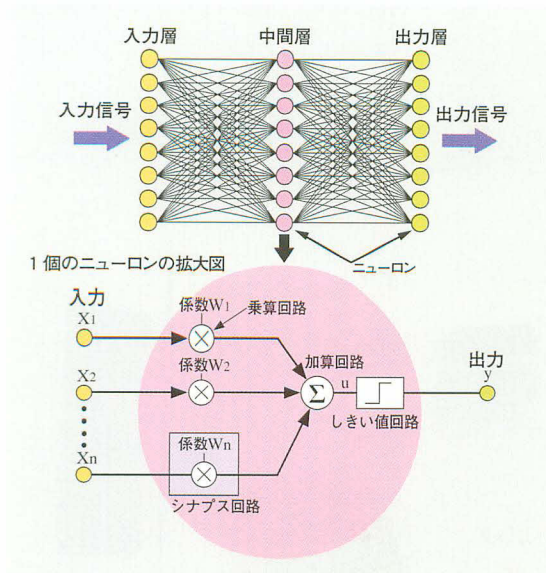 入力層 中間層 出力層
入力信号 出力信号
ニューロン
1個のニューロンの拡大図
入力
X1
係数W1
乗算回路
X2
係数W2
加算回路
u
しきい値回路
出力
y
Xn
係数Wn
シナプス回路
Σ